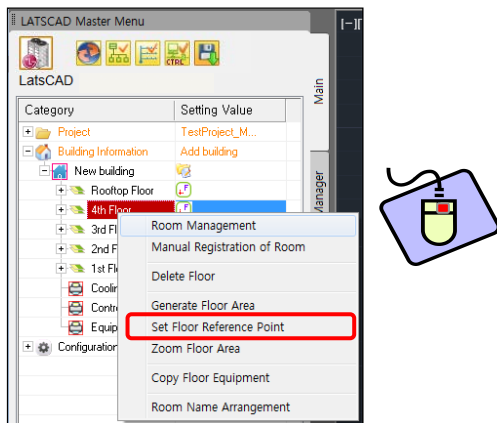 LATSCAD Master Menu
[−][
CTRL
LatsCAD
Main
Category Setting Value
Project TestProject_M...
Building Information Add building
New building
Manager
Rooftop Floor F
4th Floor F
Room Management
3rd Fl
Manual Registration of Room
2nd F
1st Fl
Delete Floor
Coolin
Contr
Generate Floor Area
Equip
Set Floor Reference Point
Configuration
Zoom Floor Area
Copy Floor Equipment
Room Name Arrangement